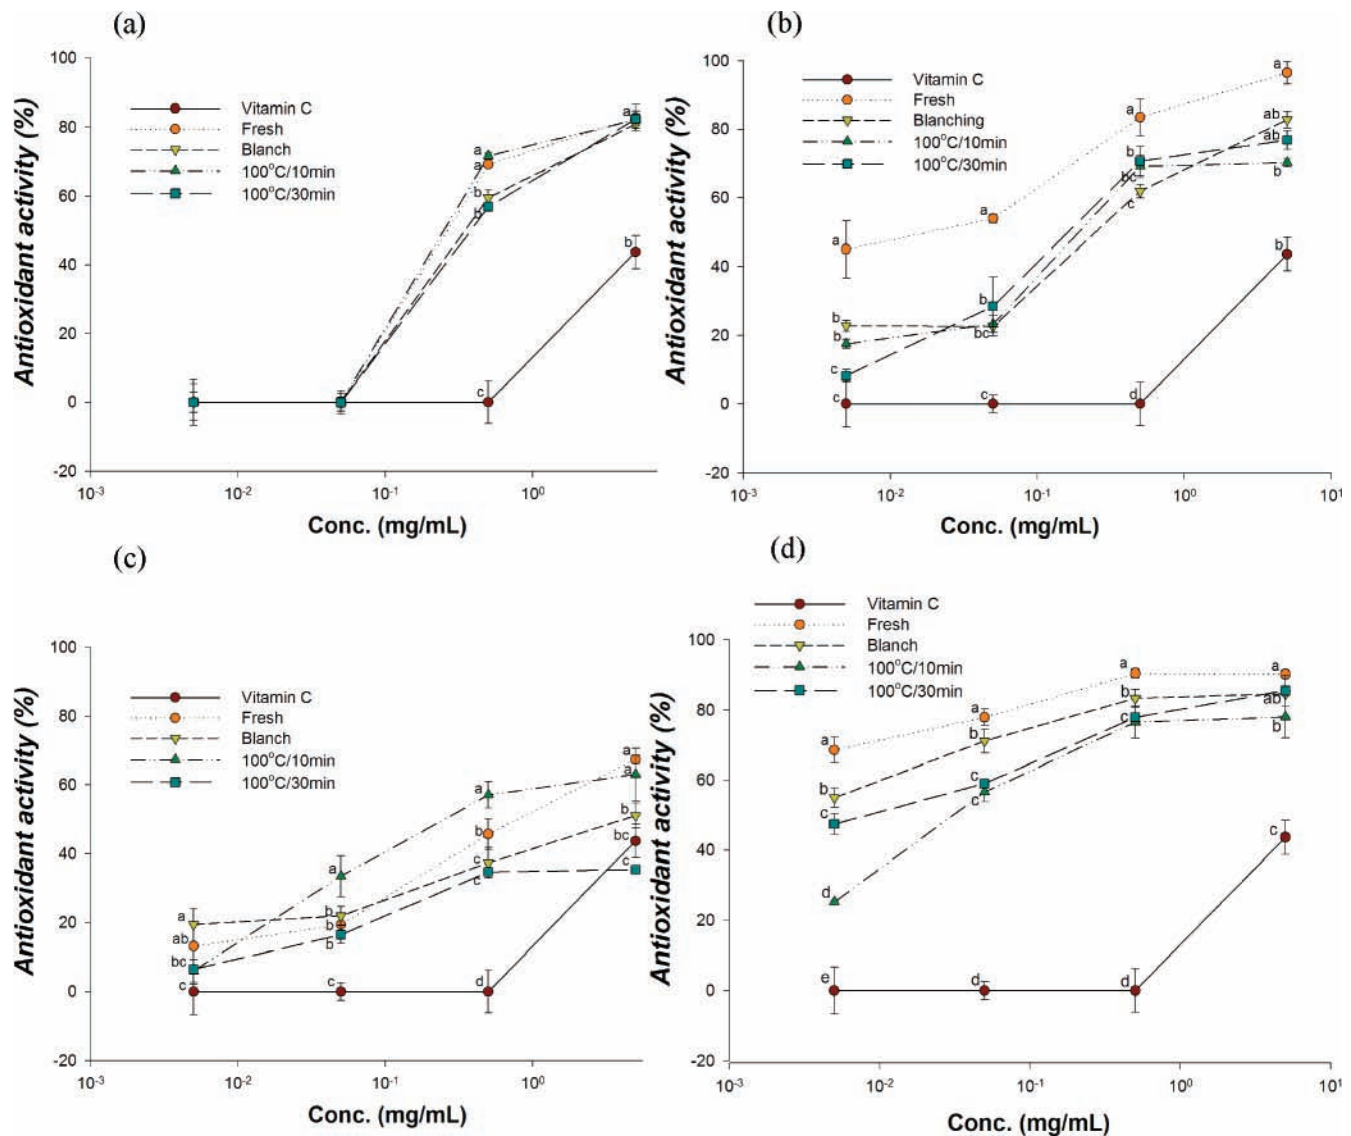 (a)
Antioxidant activity (%)
100
80
60
40
20
0
-20
Vitamin C
Fresh
Blanch
100°C/10min
100°C/30min
a
a
a
b
b
b
c
10-3
10-2
10-1
100
Conc. (mg/mL)
(b)
Antioxidant activity (%)
100
80
60
40
20
0
-20
Vitamin C
Fresh
Blanching
100°C/10min
100°C/30min
a
a
a
a
ab
ab
b
b
bc
c
b
b
bc
b
b
c
c
c
d
10-3
10-2
10-1
100
101
Conc. (mg/mL)
(c)
Antioxidant activity (%)
100
80
60
40
20
0
-20
Vitamin C
Fresh
Blanch
100°C/10min
100°C/30min
a
a
b
bc
c
a
b
c
c
a
b
b
b
a
ab
bc
c
c
d
10-3
10-2
10-1
100
Conc. (mg/mL)
(d)
Antioxidant activity (%)
100
80
60
40
20
0
-20
Vitamin C
Fresh
Blanch
100°C/10min
100°C/30min
a
a
a
a
ab
b
b
c
b
c
c
b
c
d
c
e
d
d
10-3
10-2
10-1
100
101
Conc. (mg/mL)